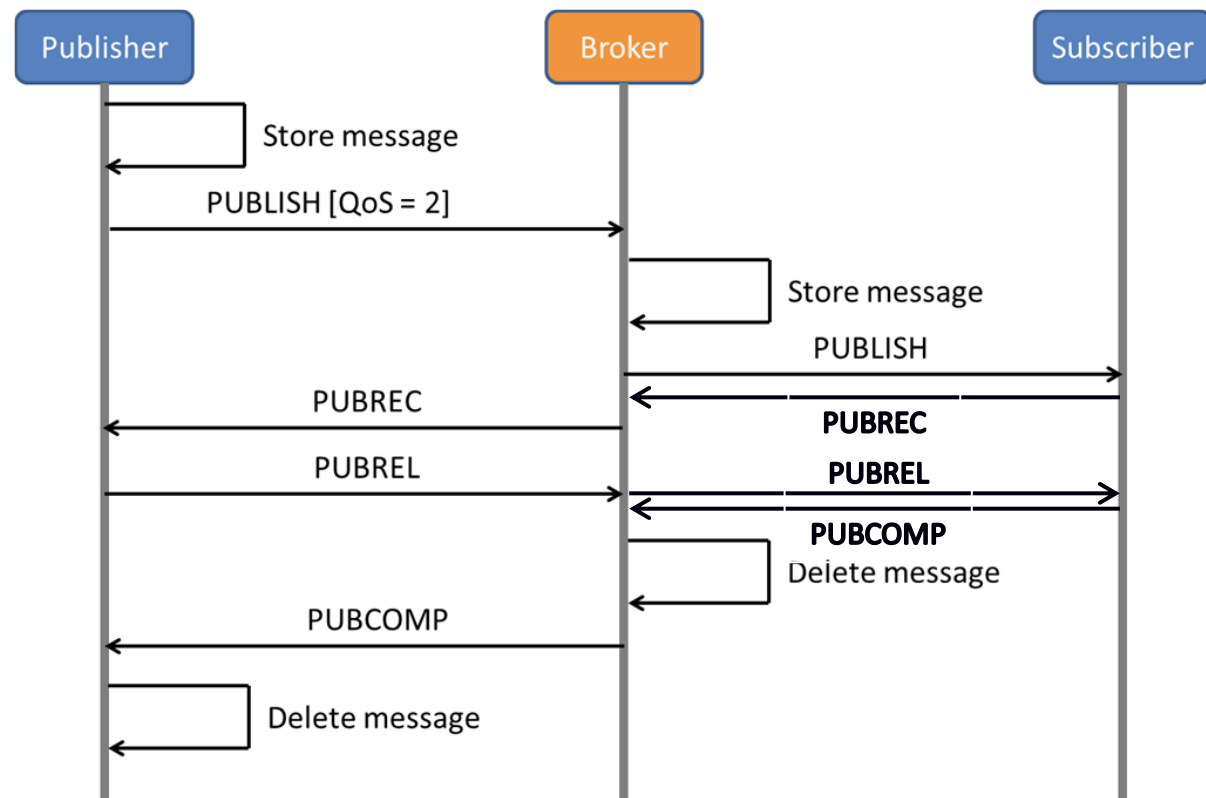 Publisher
Broker
Subscriber
Store message
PUBLISH [QoS = 2]
Store message
PUBLISH
PUBREC
PUBREC
PUBREL
PUBREL
PUBCOMP
Delete message
PUBCOMP
Delete message